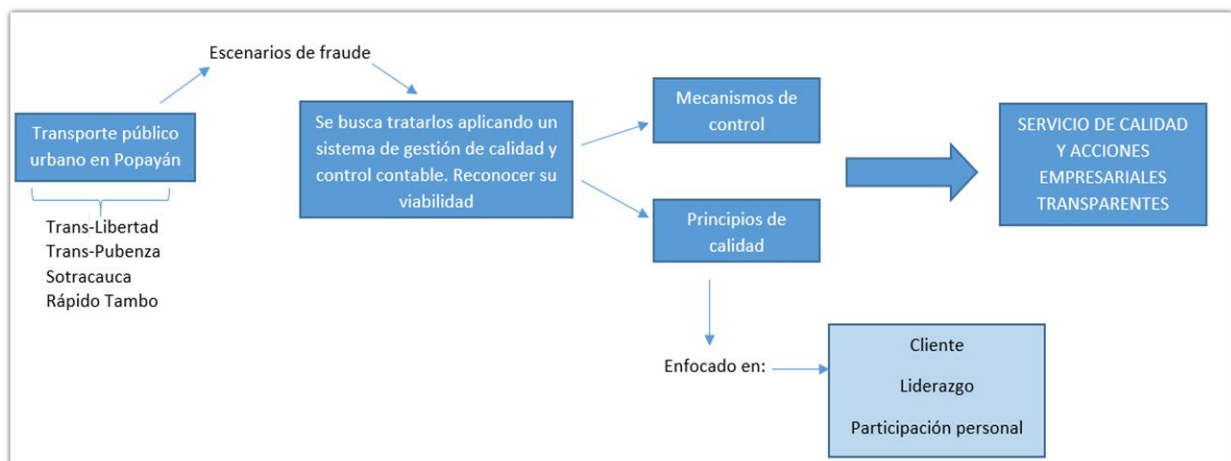 Escenarios de fraude
Transporte público
urbano en Popayán
Trans-Libertad
Trans-Pubenza
Sotracauca
Rápido Tambo
Se busca tratarlos aplicando un
sistema de gestión de calidad y
control contable. Reconocer su
viabilidad
Mecanismos de
control
Principios de
calidad
Enfocado en:
Cliente
Liderazgo
Participación personal
SERVICIO DE CALIDAD
Y ACCIONES
EMPRESARIALES
TRANSPARENTES